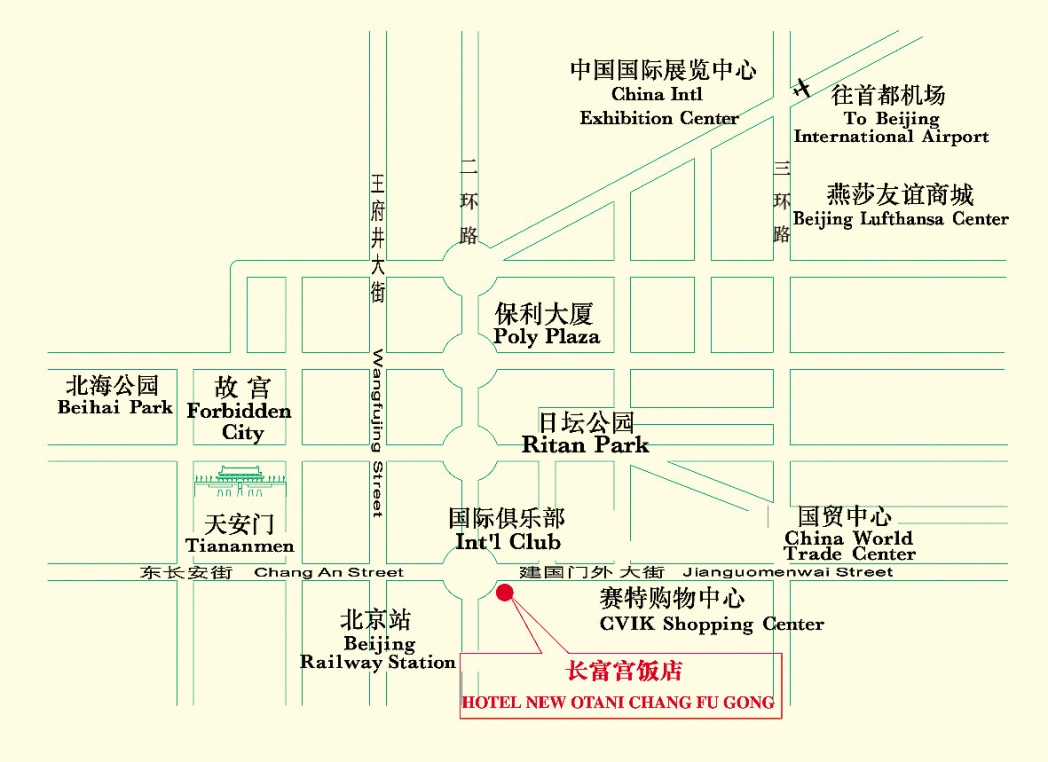 中国国际展览中心
China Intl
Exhibition Center
往首都机场
To Beijing
International Airport
二环路
三环路
王府井大街
燕莎友谊商城
Beijing Lufthansa Center
保利大厦
Poly Plaza
Wangfujing Street
北海公园
Beihai Park
故宫
Forbidden
City
日坛公园
Ritan Park
天安门
Tiananmen
国际俱乐部
Int'l Club
国贸中心
China World
Trade Center
东长安街 Chang An Street
建国门外大街 Jianguomenwai Street
赛特购物中心
CVIK Shopping Center
北京站
Beijing
Railway Station
长富宫饭店
HOTEL NEW OTANI CHANG FU GONG